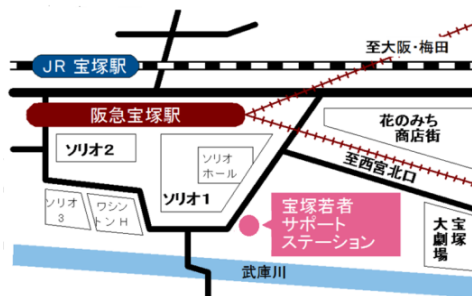 至大阪・梅田
JR 宝塚駅
阪急宝塚駅
花のみち
商店街
ソリオ2
ソリオ
ホール
至西宮北口
ソリオ1
ソリオ
3
ワシン
トンH
宝塚若者
サポート
ステーション
宝塚
大劇場
武庫川